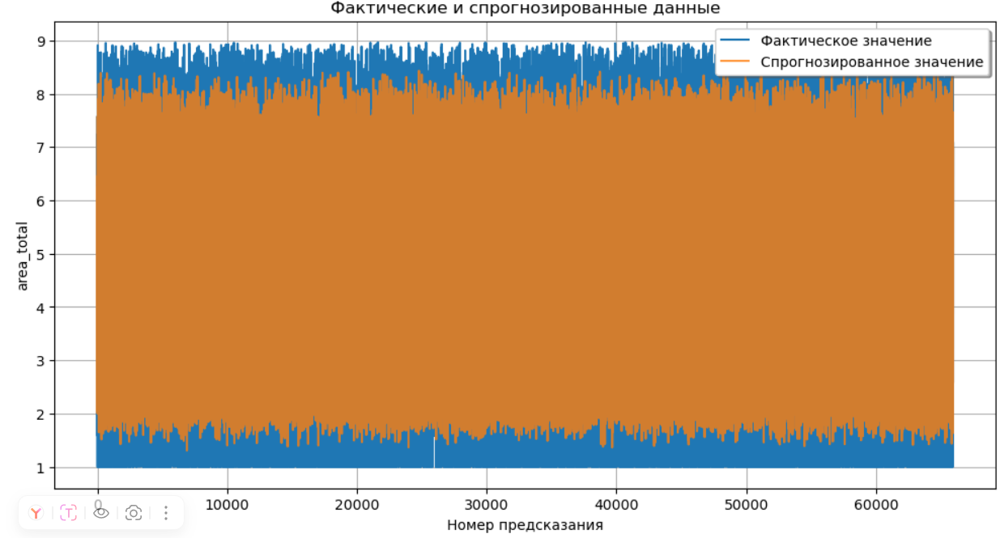 Фактические и спрогнозированные данные
Фактическое значение
Спрогнозированное значение
area_total
9
8
7
6
5
4
3
2
1
0 10000 20000 30000 40000 50000 60000
Номер предсказания
Y T